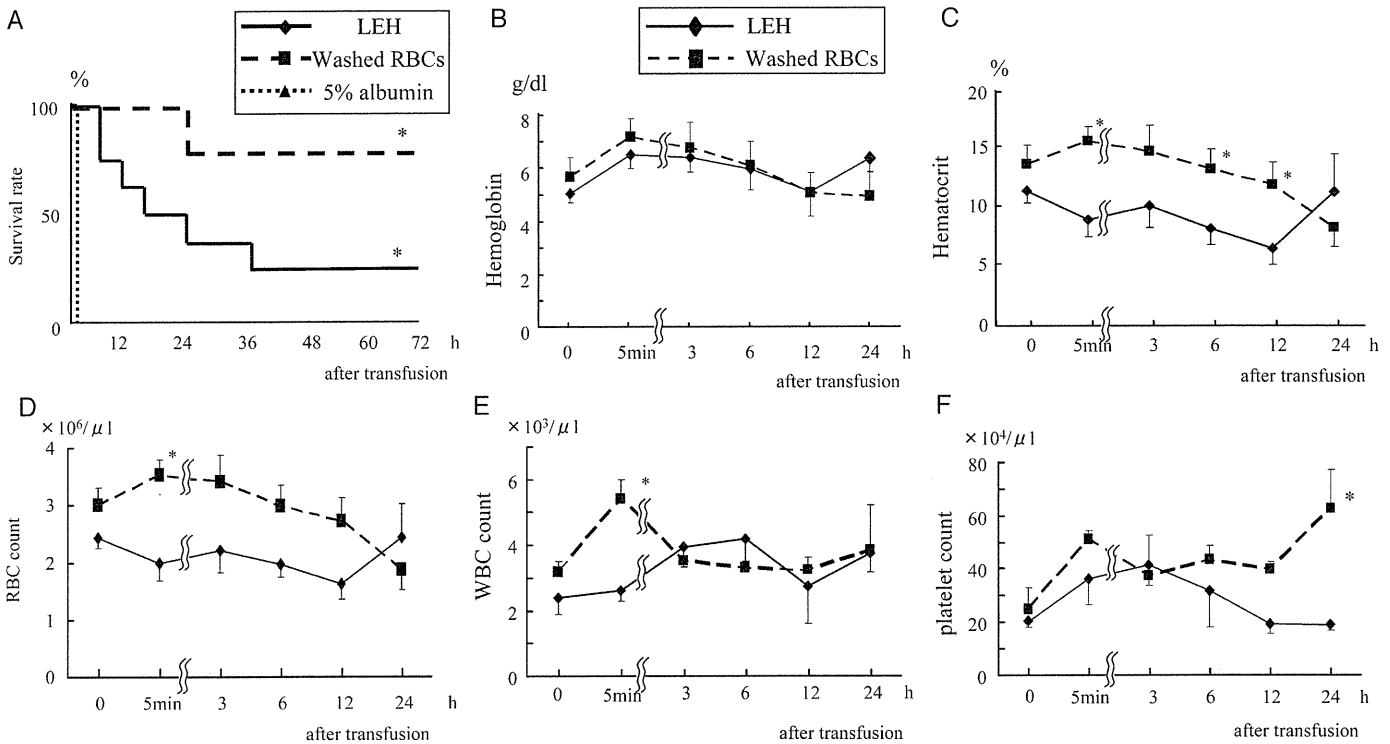 A
LEH
Washed RBCs
5% albumin
%
100
50
0
Survival rate
12 24 36 48 60 72 h
after transfusion
B
LEH
Washed RBCs
g/dl
8
6
4
2
0
Hemoglobin
0 5min 3 6 12 24 h
after transfusion
C
%
20
15
10
5
0
Hematocrit
* * *
0 5min 3 6 12 24 h
after transfusion
D
×10⁶/μl
4
3
2
1
0
RBC count
*
0 5min 3 6 12 24 h
after transfusion
E
×10³/μl
6
4
2
0
WBC count
*
0 5min 3 6 12 24 h
after transfusion
F
×10⁴/μl
80
60
40
20
0
platelet count
*
0 5min 3 6 12 24 h
after transfusion